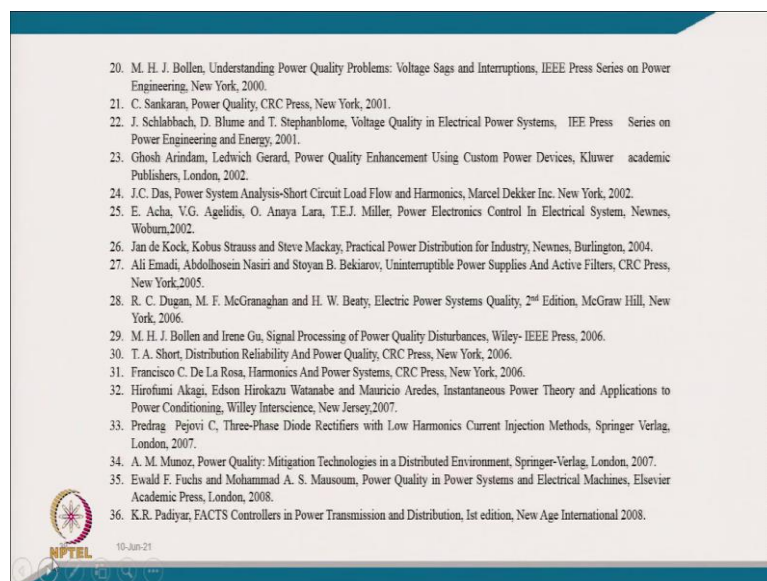 20. M. H. J. Bollen, Understanding Power Quality Problems: Voltage Sags and Interruptions, IEEE Press Series on Power
Engineering, New York, 2000.
21. C. Sankaran, Power Quality, CRC Press, New York, 2001.
22. J. Schlabbach, D. Blume and T. Stephanblome, Voltage Quality in Electrical Power Systems, IEE Press Series on
Power Engineering and Energy, 2001.
23. Ghosh Arindam, Ledwich Gerard, Power Quality Enhancement Using Custom Power Devices, Kluwer academic
Publishers, London, 2002.
24. J.C. Das, Power System Analysis-Short Circuit Load Flow and Harmonics, Marcel Dekker Inc. New York, 2002.
25. E. Acha, V.G. Agelidis, O. Anaya Lara, T.E.J. Miller, Power Electronics Control In Electrical System, Newnes,
Woburn,2002.
26. Jan de Kock, Kobus Strauss and Steve Mackay, Practical Power Distribution for Industry, Newnes, Burlington, 2004.
27. Ali Emadi, Abdolhosein Nasiri and Stoyan B. Bekiarov, Uninterruptible Power Supplies And Active Filters, CRC Press,
New York,2005.
28. R. C. Dugan, M. F. McGranaghan and H. W. Beaty, Electric Power Systems Quality, 2nd Edition, McGraw Hill, New
York, 2006.
29. M. H. J. Bollen and Irene Gu, Signal Processing of Power Quality Disturbances, Wiley- IEEE Press, 2006.
30. T. A. Short, Distribution Reliability And Power Quality, CRC Press, New York, 2006.
31. Francisco C. De La Rosa, Harmonics And Power Systems, CRC Press, New York, 2006.
32. Hirofumi Akagi, Edson Hirokazu Watanabe and Mauricio Aredes, Instantaneous Power Theory and Applications to
Power Conditioning, Willey Interscience, New Jersey,2007.
33. Predrag Pejovi C, Three-Phase Diode Rectifiers with Low Harmonics Current Injection Methods, Springer Verlag,
London, 2007.
34. A. M. Munoz, Power Quality: Mitigation Technologies in a Distributed Environment, Springer-Verlag, London, 2007.
35. Ewald F. Fuchs and Mohammad A. S. Mausoum, Power Quality in Power Systems and Electrical Machines, Elsevier
Academic Press, London, 2008.
36. K.R. Padiyar, FACTS Controllers in Power Transmission and Distribution, Ist edition, New Age International 2008.
10-Jun-21
NPTEL